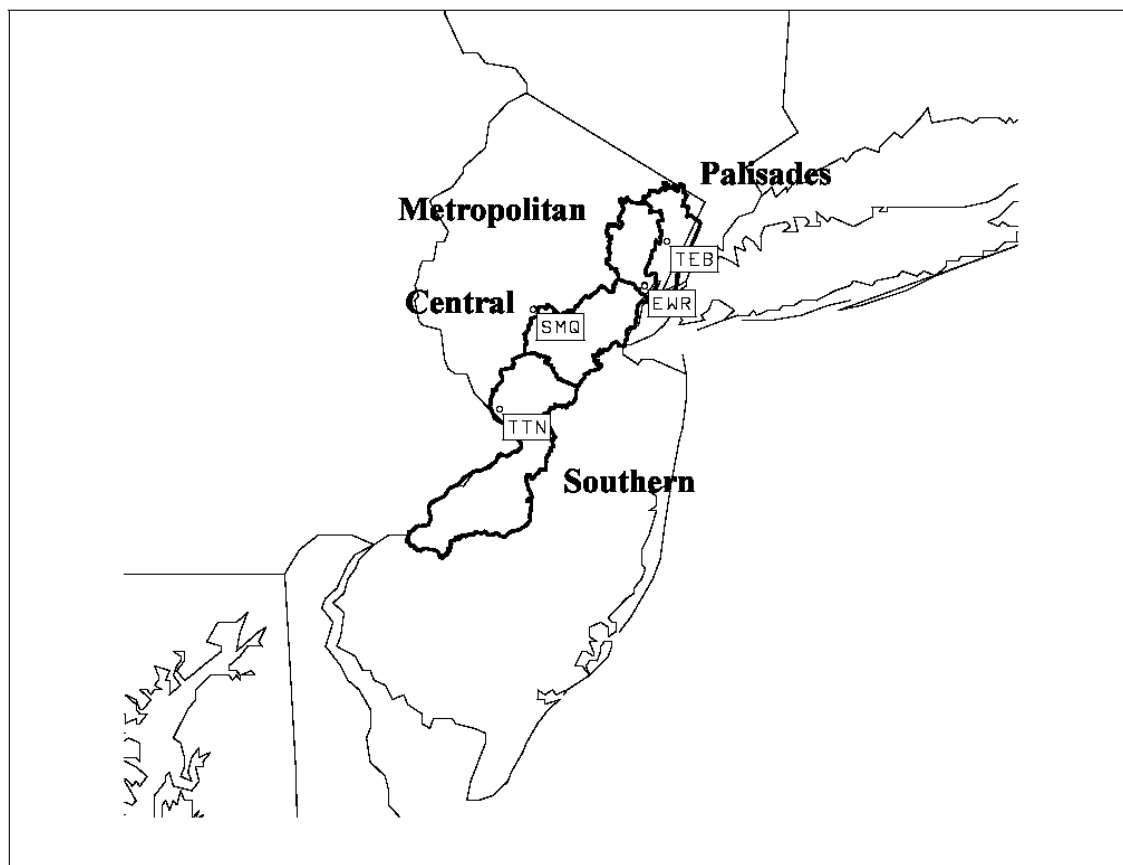 Palisades
Metropolitan
TEB
Central
EWR
SMQ
TTN
Southern